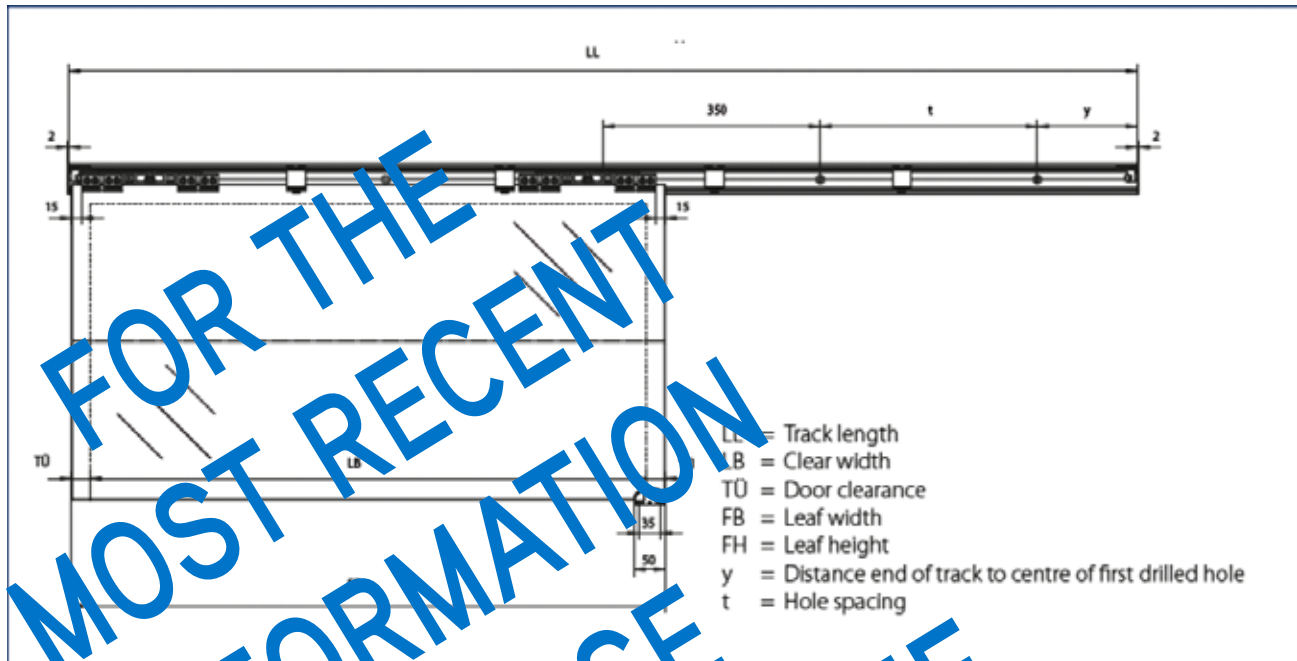 LL
350 t y
2 2
15 15
FOR THE
MOST RECENT
INFORMATION
TÜ LB
35
50
LL = Track length
LB = Clear width
TÜ = Door clearance
FB = Leaf width
FH = Leaf height
y = Distance end of track to centre of first drilled hole
t = Hole spacing